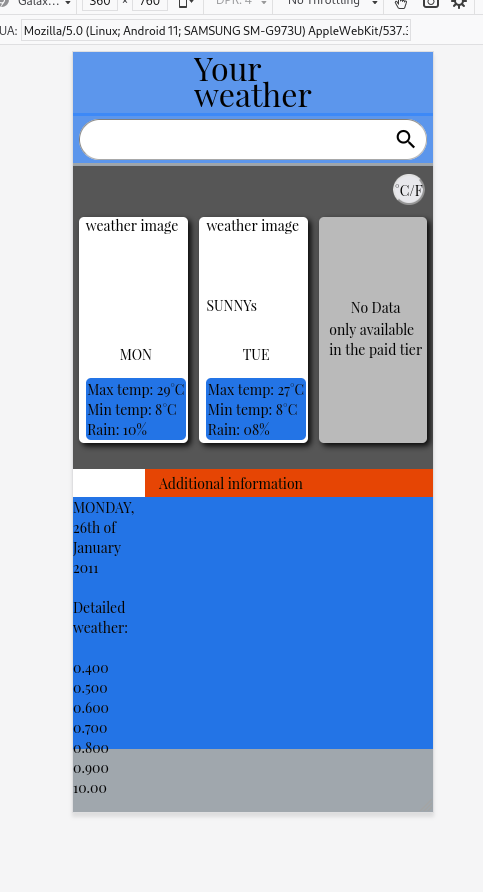 Galax... 360 × 760 DPR: 4 No Throttling
UA: Mozilla/5.0 (Linux; Android 11; SAMSUNG SM-G973U) AppleWebKit/537.
Your
weather
°C/F
weather image weather image
SUNNYs
No Data
only available
in the paid tier
MON TUE
Max temp: 29°C Max temp: 27°C
Min temp: 8°C Min temp: 8°C
Rain: 10% Rain: 08%
Additional information
MONDAY,
26th of
January
2011
Detailed
weather:
0.400
0.500
0.600
0.700
0.800
0.900
10.00